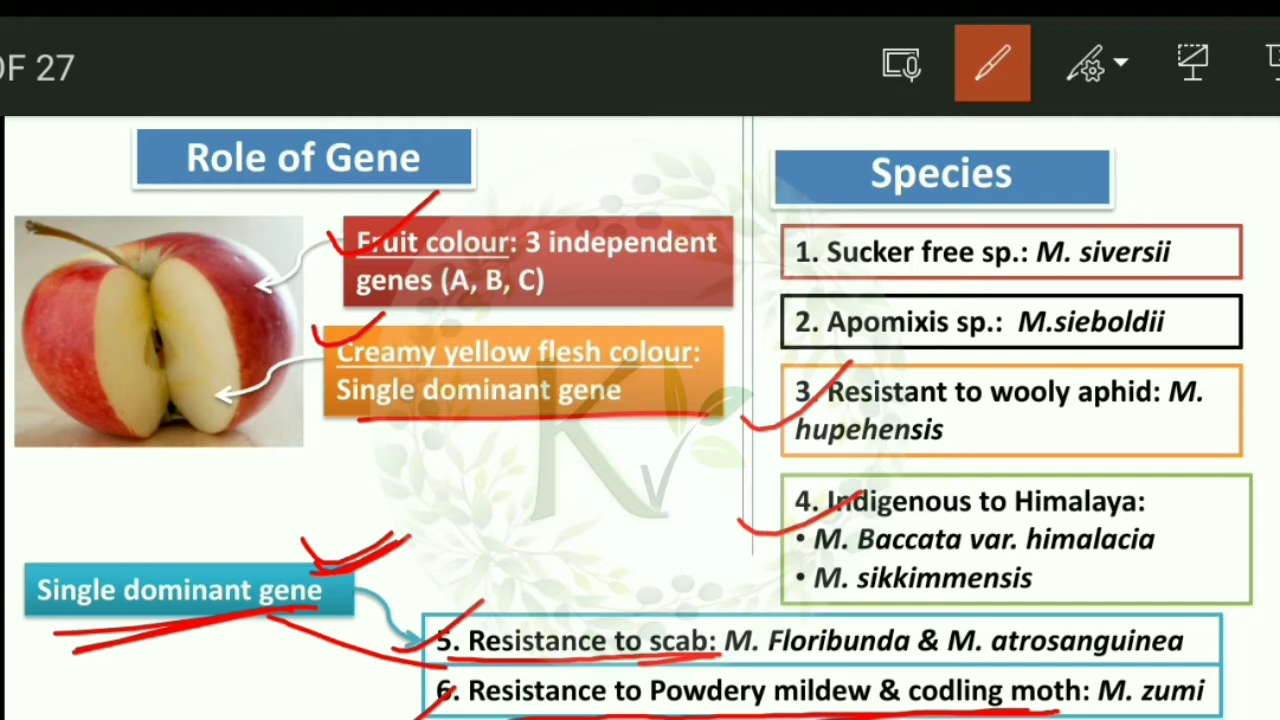 OF 27
Role of Gene
Fruit colour: 3 independent
genes (A, B, C)
Creamy yellow flesh colour:
Single dominant gene
Single dominant gene
Species
1. Sucker free sp.: M. siversii
2. Apomixis sp.: M.sieboldii
3. Resistant to wooly aphid: M.
hupehensis
4. Indigenous to Himalaya:
• M. Baccata var. himalacia
• M. sikkimmensis
5. Resistance to scab: M. Floribunda & M. atrosanguinea
6. Resistance to Powdery mildew & codling moth: M. zumi